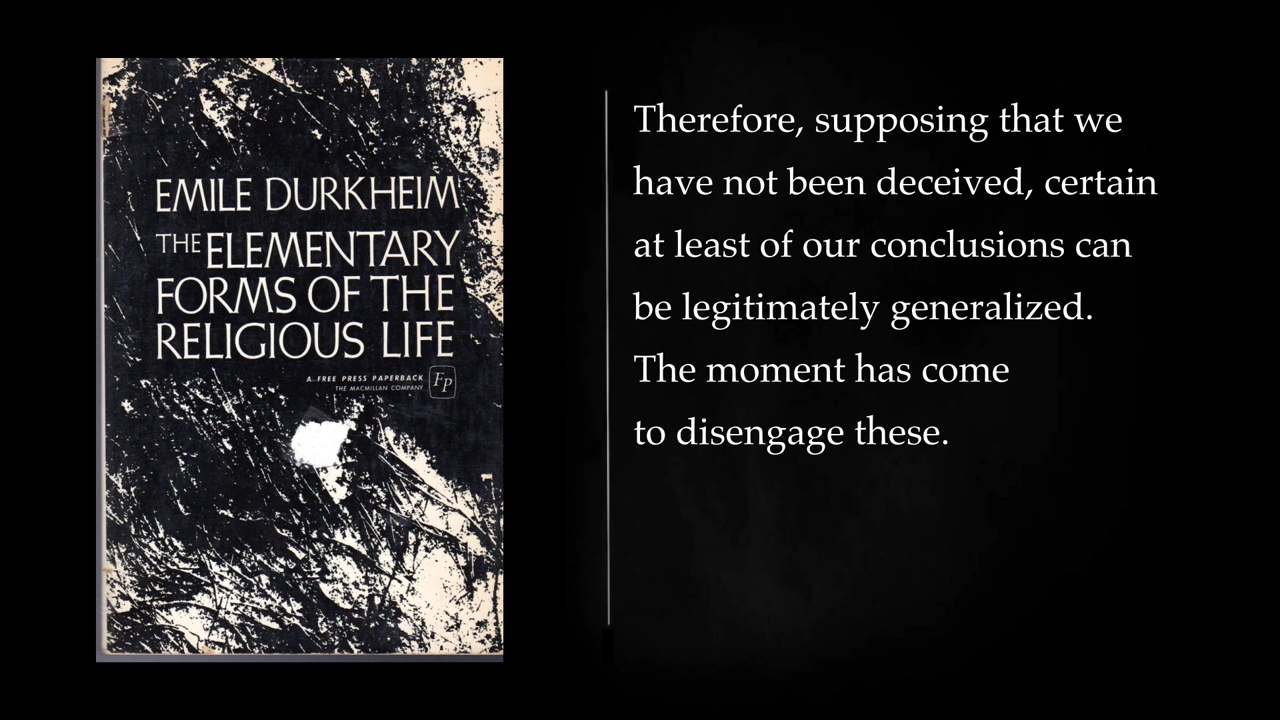 EMILE DURKHEIM
THE ELEMENTARY
FORMS OF THE
RELIGIOUS LIFE
A FREE PRESS PAPERBACK
THE MACMILLAN COMPANY
FP
Therefore, supposing that we
have not been deceived, certain
at least of our conclusions can
be legitimately generalized.
The moment has come
to disengage these.